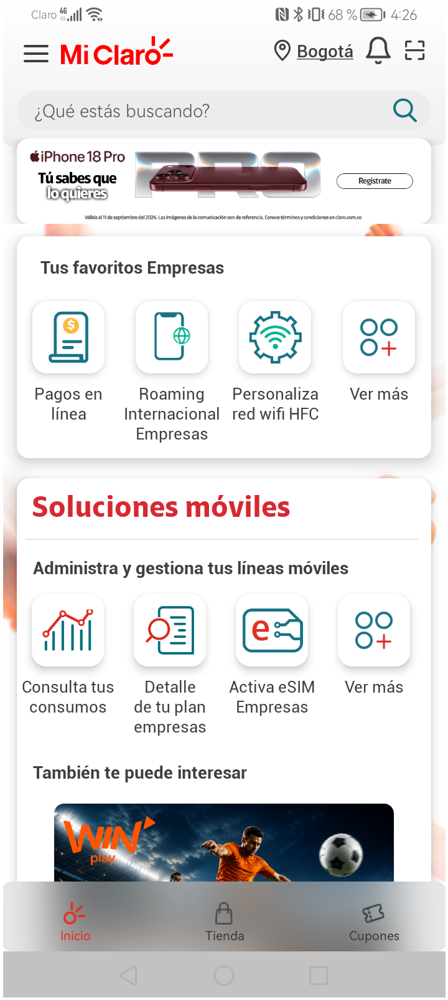 Claro 4G 68 % 4:26
Mi Claro Bogotá
¿Qué estás buscando?
iPhone 18 Pro
Tú sabes que
lo quieres
PRO
Registrate
Válida al 11 de septiembre del 2026. Las imágenes de la comunicación son de referencia. Conoce términos y condiciones en claro.com.co
Tus favoritos Empresas
Pagos en
línea
Roaming
Internacional
Empresas
Personaliza
red wifi HFC
Ver más
Soluciones móviles
Administra y gestiona tus líneas móviles
Consulta tus
consumos
Detalle
de tu plan
empresas
Activa eSIM
Empresas
Ver más
También te puede interesar
WIN
play
Inicio
Tienda
Cupones